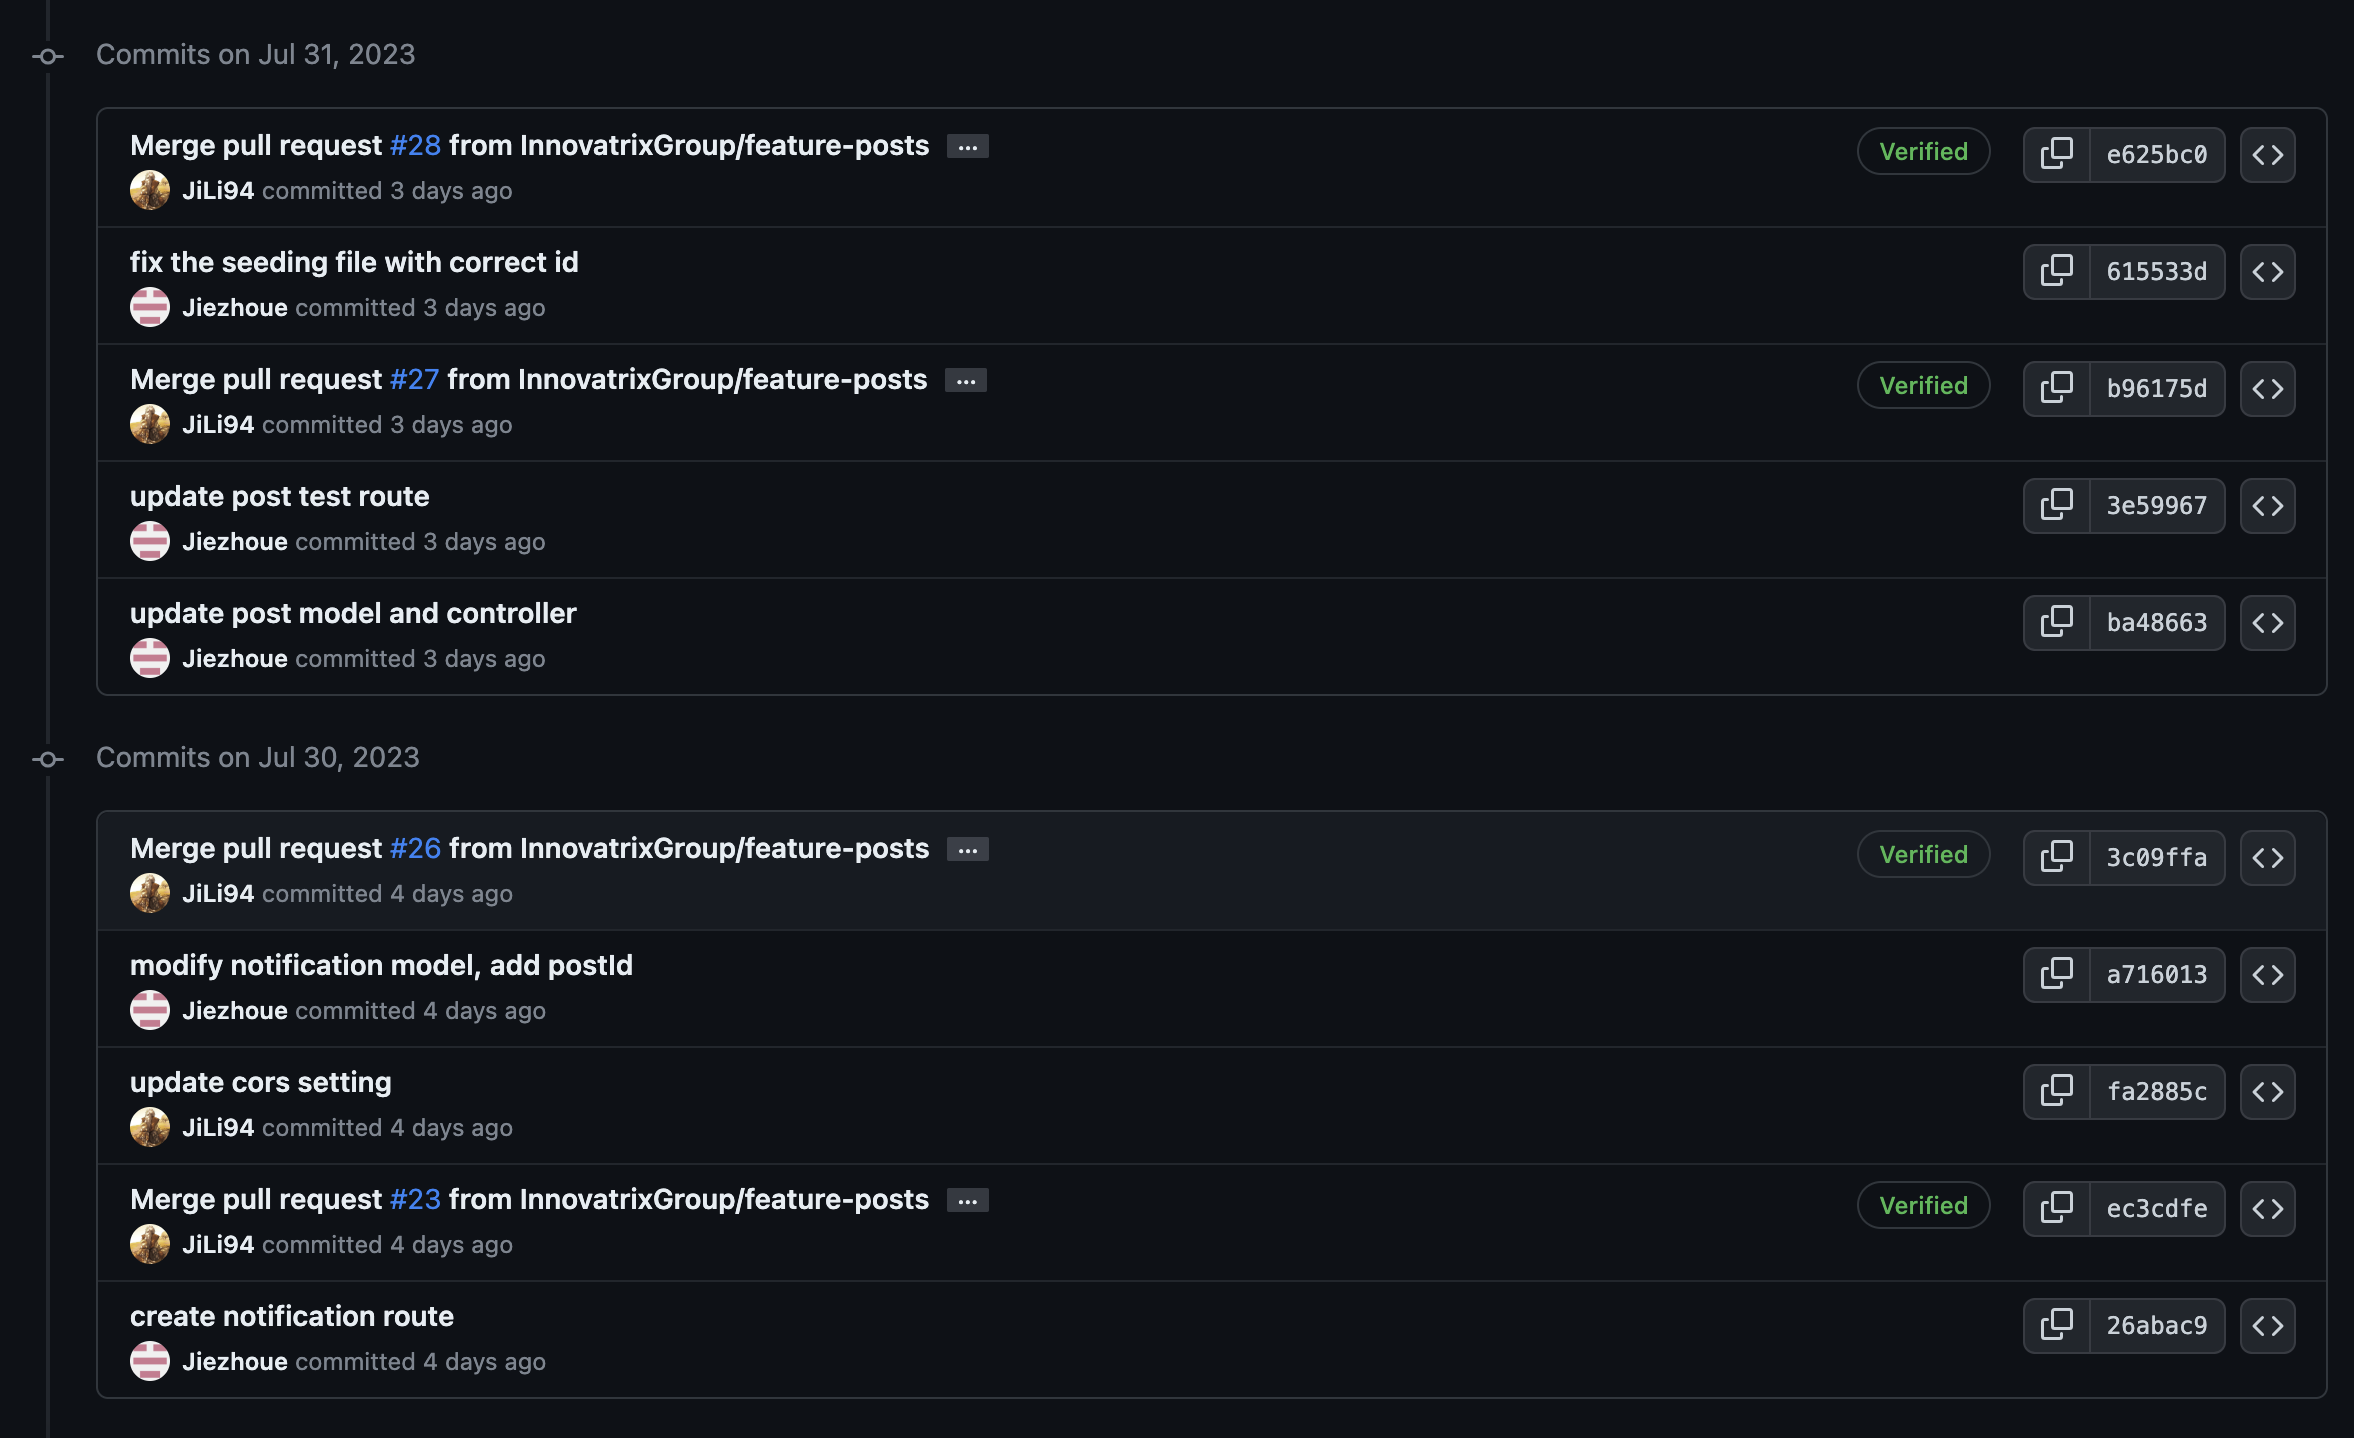 Commits on Jul 31, 2023
Merge pull request #28 from InnovatrixGroup/feature-posts ...
Verified
e625bc0
JiLi94 committed 3 days ago
fix the seeding file with correct id
615533d
Jiezhoue committed 3 days ago
Merge pull request #27 from InnovatrixGroup/feature-posts ...
Verified
b96175d
JiLi94 committed 3 days ago
update post test route
3e59967
Jiezhoue committed 3 days ago
update post model and controller
ba48663
Jiezhoue committed 3 days ago
Commits on Jul 30, 2023
Merge pull request #26 from InnovatrixGroup/feature-posts ...
Verified
3c09ffa
JiLi94 committed 4 days ago
modify notification model, add postId
a716013
Jiezhoue committed 4 days ago
update cors setting
fa2885c
JiLi94 committed 4 days ago
Merge pull request #23 from InnovatrixGroup/feature-posts ...
Verified
ec3cdfe
JiLi94 committed 4 days ago
create notification route
26abac9
Jiezhoue committed 4 days ago